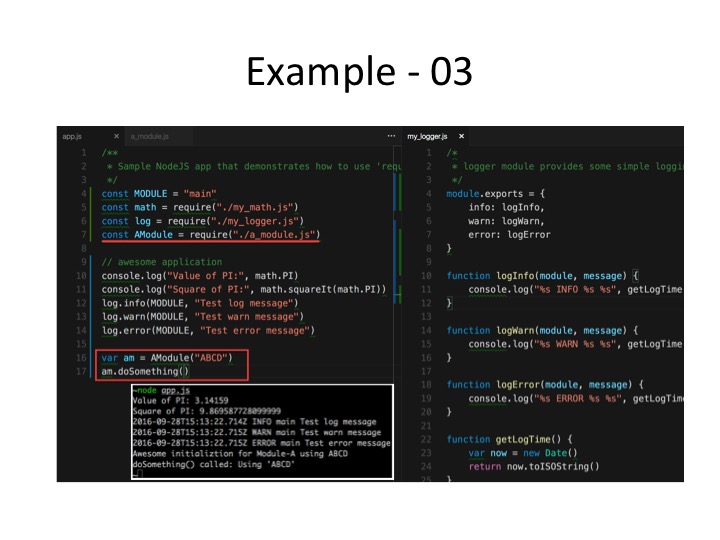 Example - 03
app.js × a_module.js ···
1 /**
2 * Sample NodeJS app that demonstrates how to use 'requ
3 */
4 const MODULE = "main"
5 const math = require("./my_math.js")
6 const log = require("./my_logger.js")
7 const AModule = require("./a_module.js")
8
9 // awesome application
10 console.log("Value of PI:", math.PI)
11 console.log("Square of PI:", math.squareIt(math.PI))
12 log.info(MODULE, "Test log message")
13 log.warn(MODULE, "Test warn message")
14 log.error(MODULE, "Test error message")
15
16 var am = AModule("ABCD")
17 am.doSomething()
~node app.js
Value of PI: 3.14159
Square of PI: 9.869587728099999
2016-09-28T15:13:22.714Z INFO main Test log message
2016-09-28T15:13:22.715Z WARN main Test warn message
2016-09-28T15:13:22.715Z ERROR main Test error message
Awesome initializtion for Module-A using ABCD
doSomething() called: Using 'ABCD'
~
my_logger.js ×
1 /*
2 * logger module provides some simple loggi
3 */
4 module.exports = {
5 info: logInfo,
6 warn: logWarn,
7 error: logError
8 }
9
10 function logInfo(module, message) {
11 console.log("%s INFO %s %s", getLogTime
12 }
13
14 function logWarn(module, message) {
15 console.log("%s WARN %s %s", getLogTime
16 }
17
18 function logError(module, message) {
19 console.log("%s ERROR %s %s", getLogTim
20 }
21
22 function getLogTime() {
23 var now = new Date()
24 return now.toISOString()
25 }